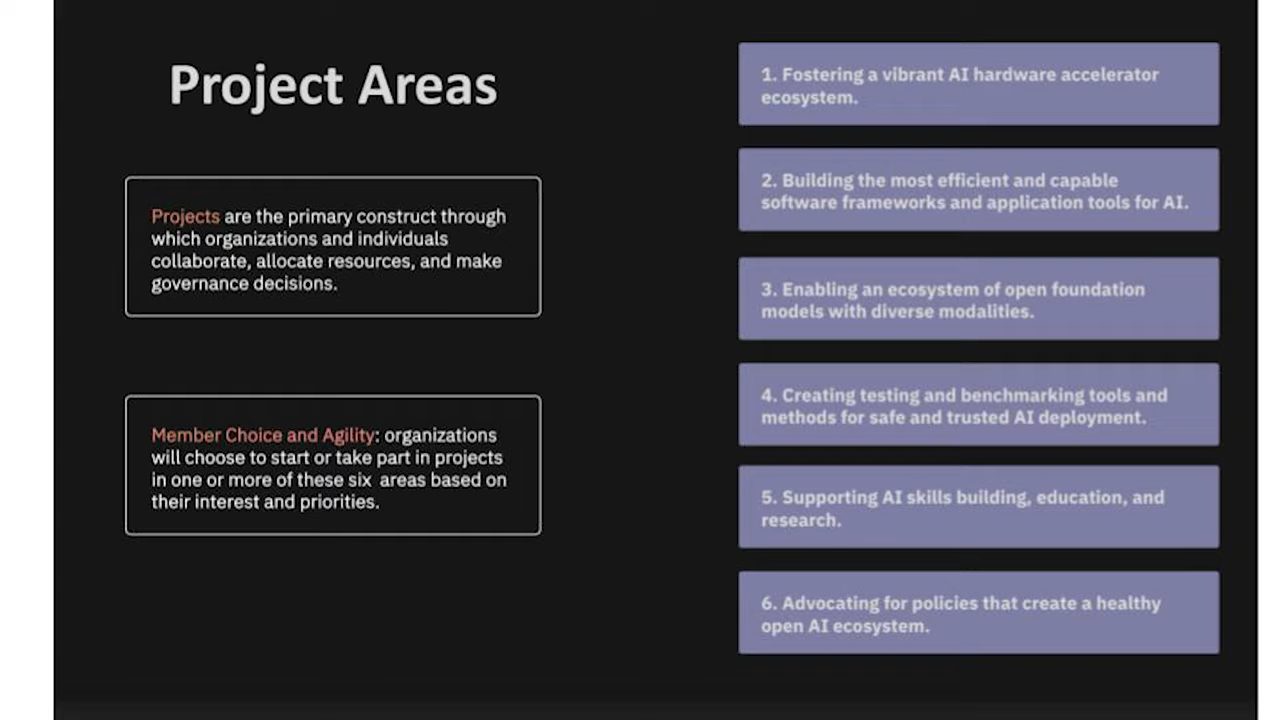 Project Areas
Projects are the primary construct through
which organizations and individuals
collaborate, allocate resources, and make
governance decisions.
Member Choice and Agility: organizations
will choose to start or take part in projects
in one or more of these six areas based on
their interest and priorities.
1. Fostering a vibrant AI hardware accelerator
ecosystem.
2. Building the most efficient and capable
software frameworks and application tools for AI.
3. Enabling an ecosystem of open foundation
models with diverse modalities.
4. Creating testing and benchmarking tools and
methods for safe and trusted AI deployment.
5. Supporting AI skills building, education, and
research.
6. Advocating for policies that create a healthy
open AI ecosystem.